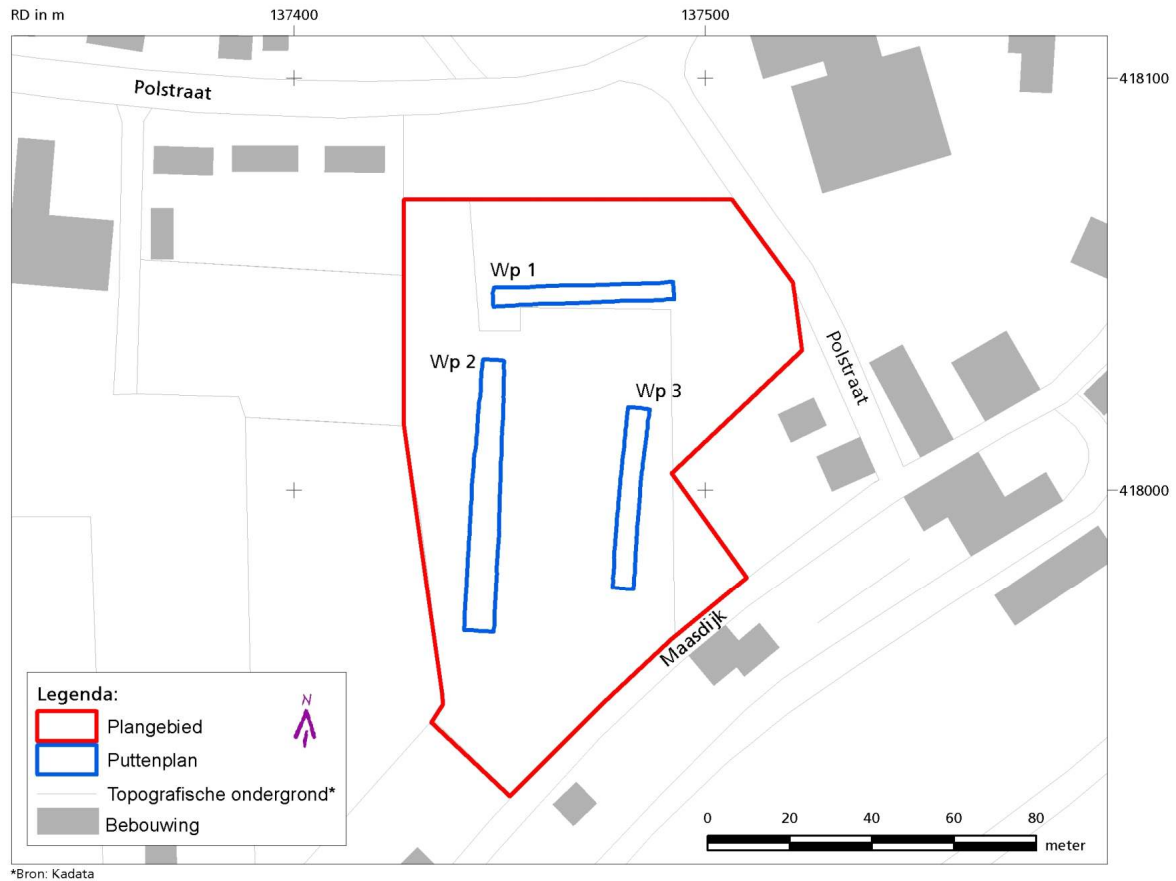 RD in m
137400
137500
418100
Polstraat
Wp 1
Wp 2
Wp 3
Polstraat
418000
Maasdijk
Legenda:
N
Plangebied
Puttenplan
Topografische ondergrond*
Bebouwing
0 20 40 60 80
meter
*Bron: Kadata